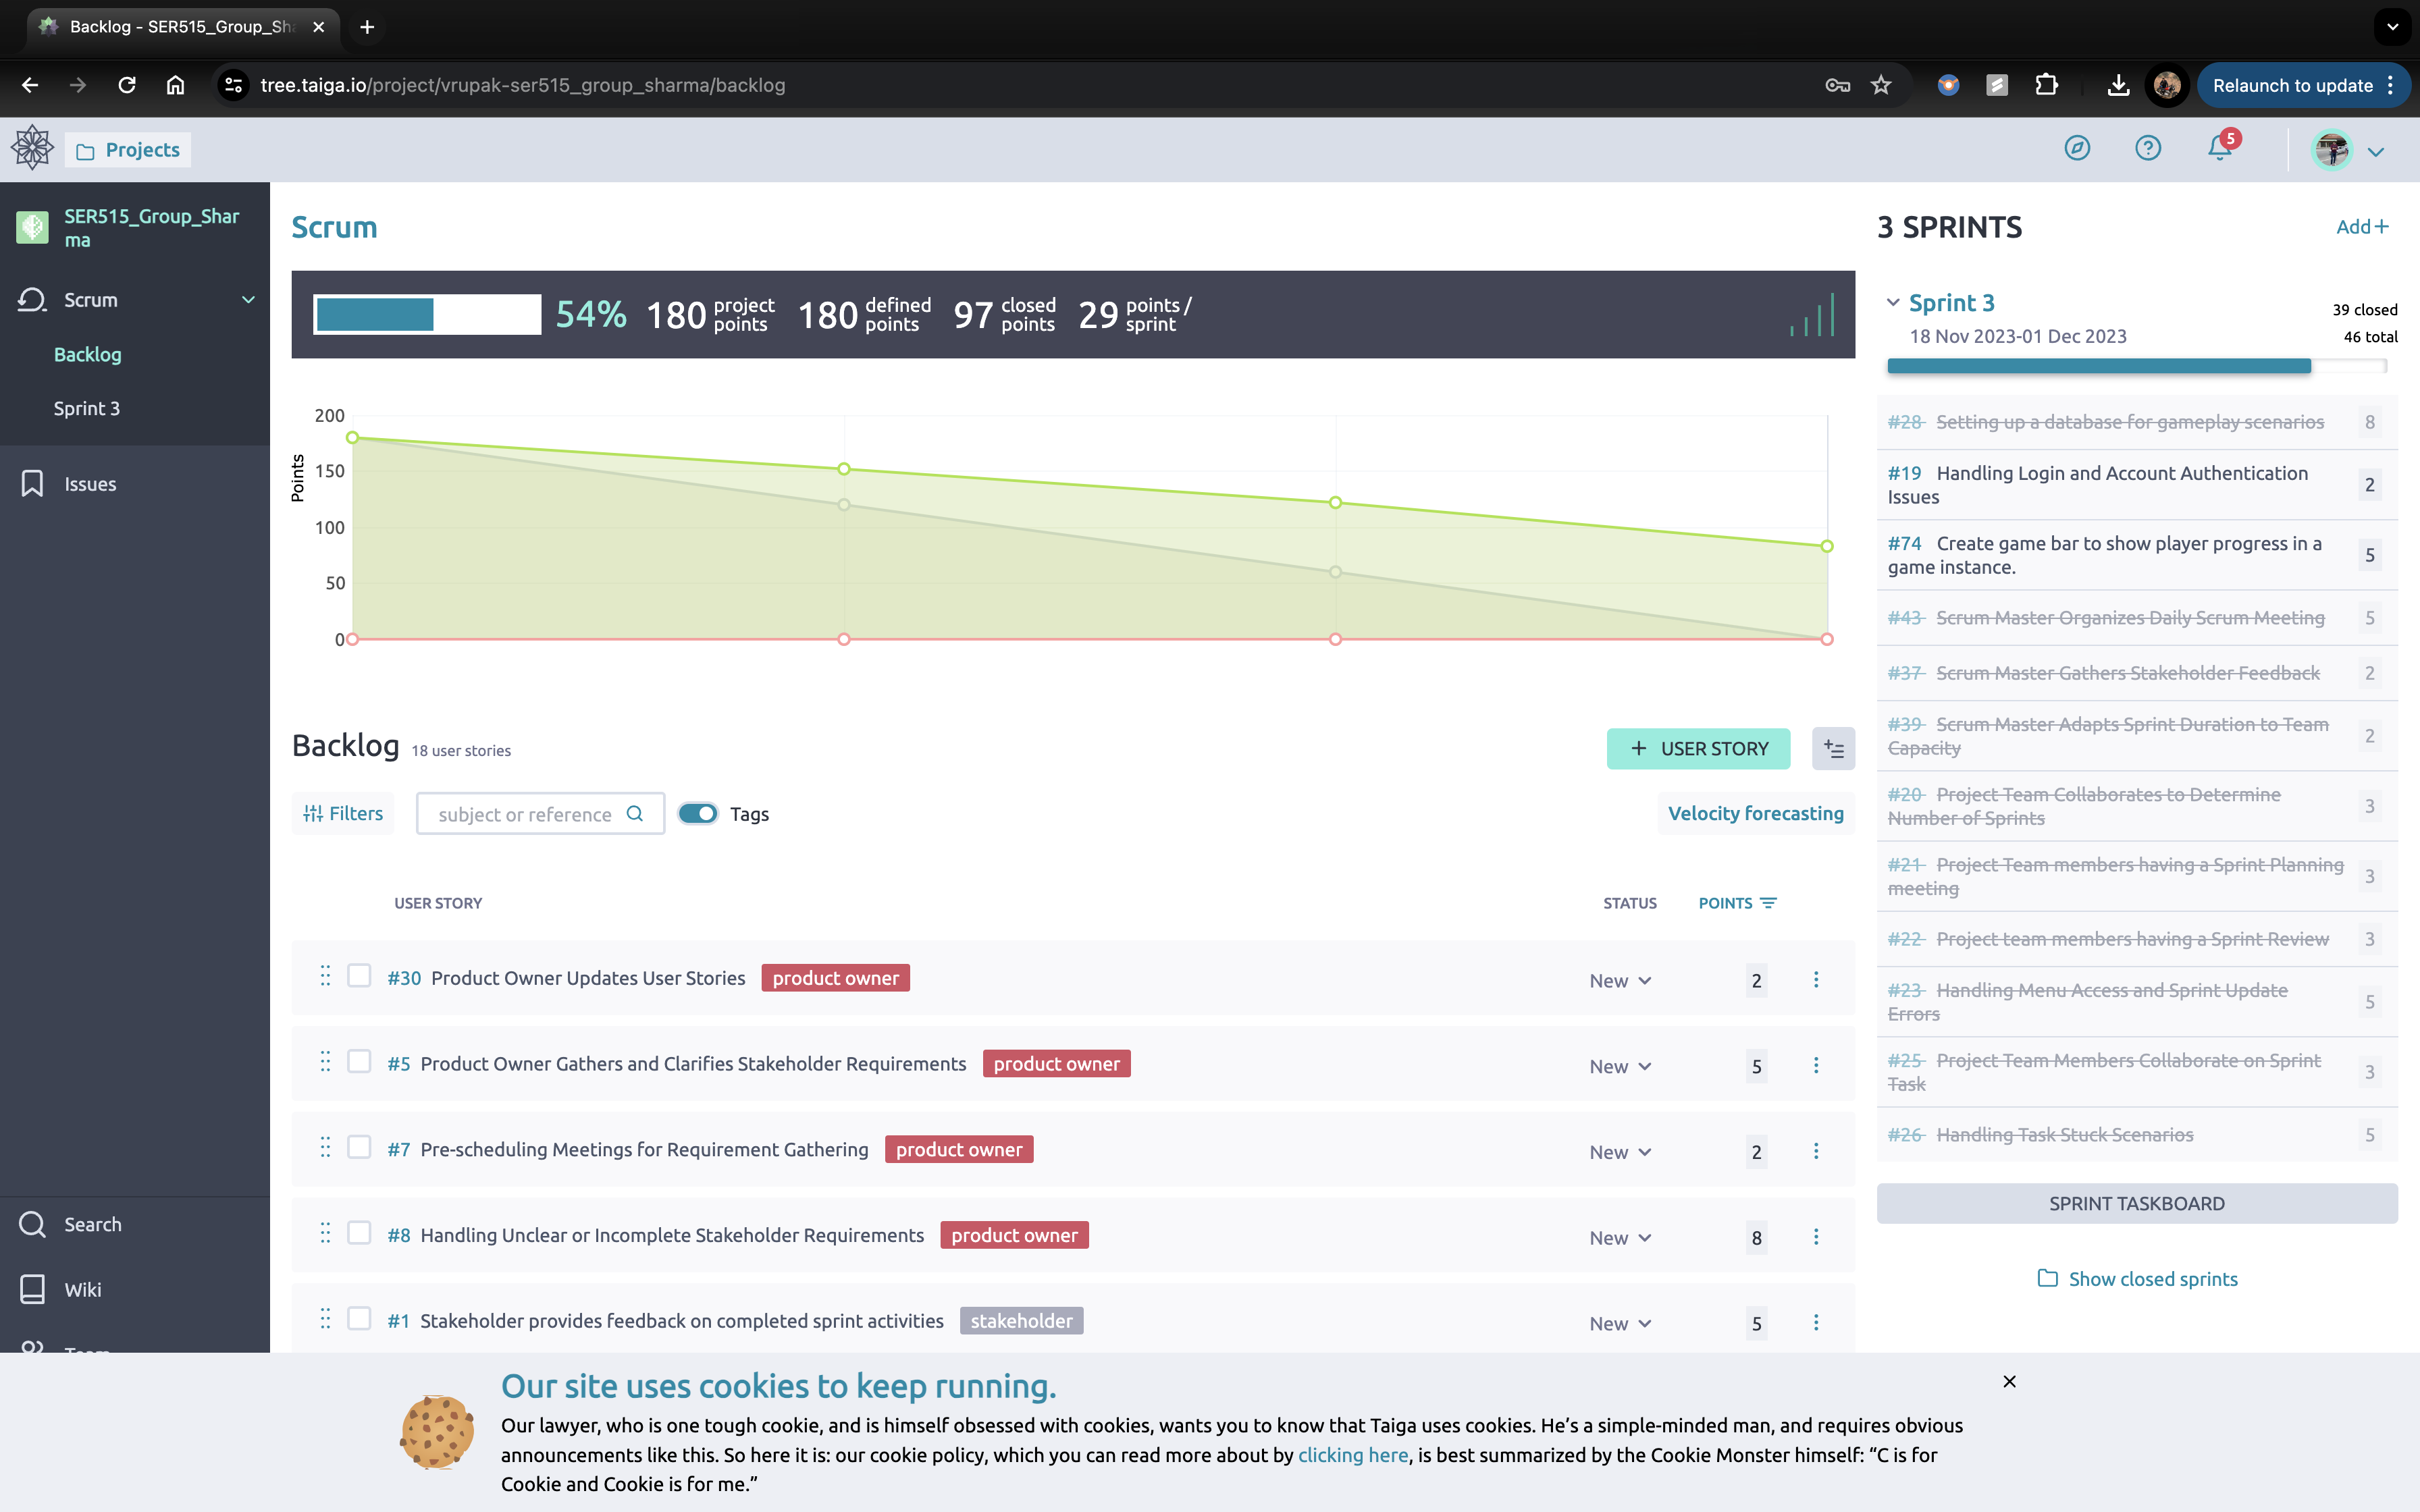 Backlog - SER515_Group_Sha
tree.taiga.io/project/vrupak-ser515_group_sharma/backlog
Relaunch to update
Projects
5
SER515_Group_Shar
ma
Scrum
Backlog
Sprint 3
Issues
Search
Wiki
Team
Scrum
54% 180 project points 180 defined points 97 closed points 29 points / sprint
Points
200
150
100
50
0
Backlog 18 user stories
+ USER STORY
Filters
subject or reference
Tags
Velocity forecasting
USER STORY STATUS POINTS
#30 Product Owner Updates User Stories product owner New 2
#5 Product Owner Gathers and Clarifies Stakeholder Requirements product owner New 5
#7 Pre-scheduling Meetings for Requirement Gathering product owner New 2
#8 Handling Unclear or Incomplete Stakeholder Requirements product owner New 8
#1 Stakeholder provides feedback on completed sprint activities stakeholder New 5
3 SPRINTS
Add+
Sprint 3
39 closed
18 Nov 2023-01 Dec 2023
46 total
#28 Setting up a database for gameplay scenarios 8
#19 Handling Login and Account Authentication
Issues 2
#74 Create game bar to show player progress in a
game instance. 5
#43 Scrum Master Organizes Daily Scrum Meeting 5
#37 Scrum Master Gathers Stakeholder Feedback 2
#39 Scrum Master Adapts Sprint Duration to Team
Capacity 2
#20 Project Team Collaborates to Determine
Number of Sprints 3
#21 Project Team members having a Sprint Planning
meeting 3
#22 Project team members having a Sprint Review 3
#23 Handling Menu Access and Sprint Update
Errors 5
#25 Project Team Members Collaborate on Sprint
Task 3
#26 Handling Task Stuck Scenarios 5
SPRINT TASKBOARD
Show closed sprints
Our site uses cookies to keep running.
Our lawyer, who is one tough cookie, and is himself obsessed with cookies, wants you to know that Taiga uses cookies. He’s a simple-minded man, and requires obvious
announcements like this. So here it is: our cookie policy, which you can read more about by clicking here, is best summarized by the Cookie Monster himself: “C is for
Cookie and Cookie is for me.”